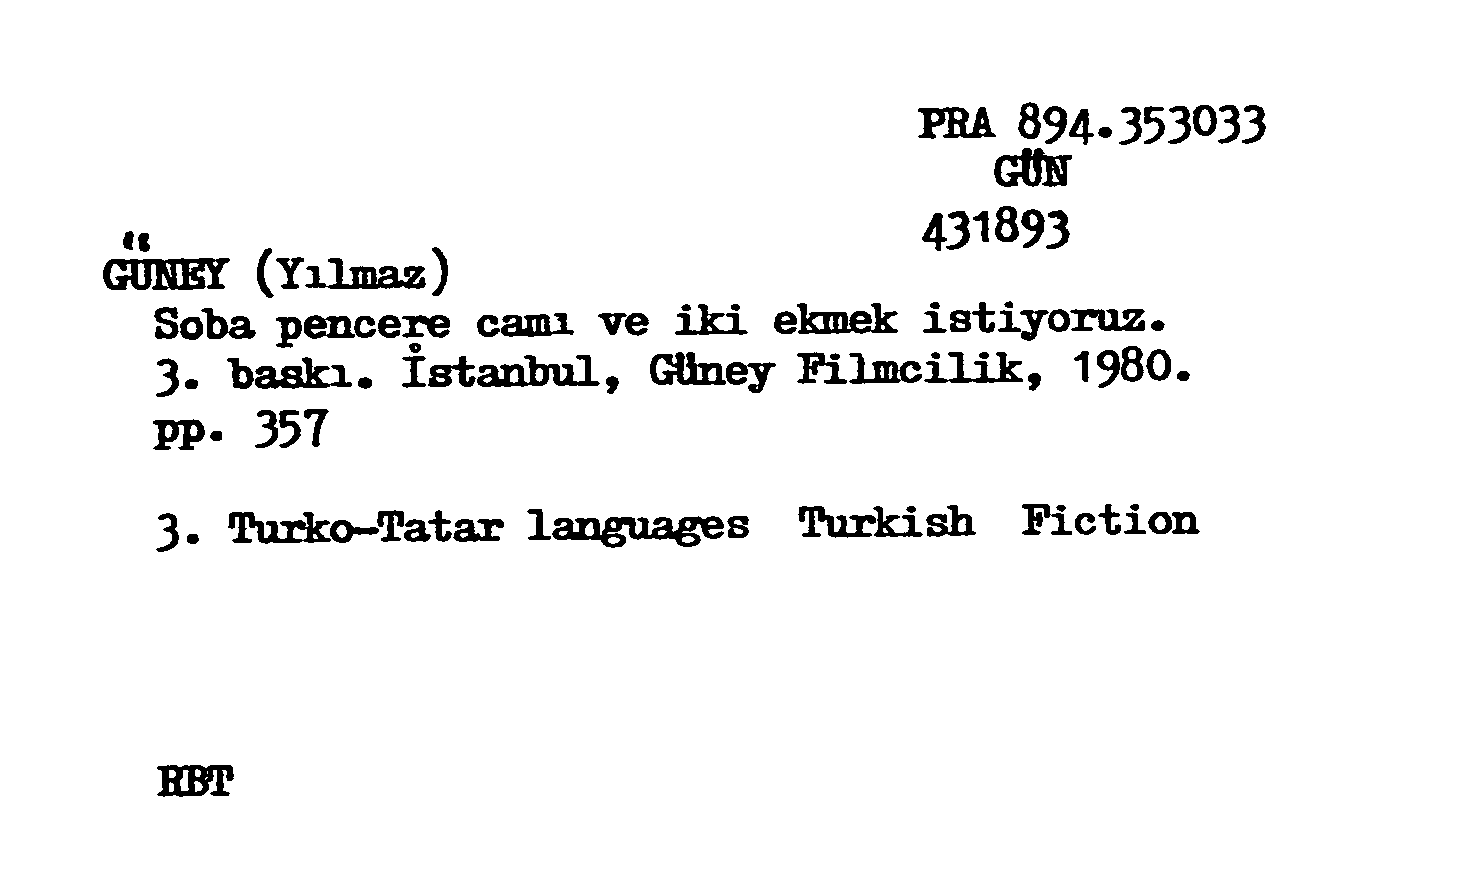 PRA 894.353033
GÜN
431893
GÜNEY (Yılmaz)
Soba pencere camı ve iki ekmek istiyoruz.
3. baskı. İstanbul, Güney Filmcilik, 1980.
pp. 357
3. Turko-Tatar languages Turkish Fiction
RBT